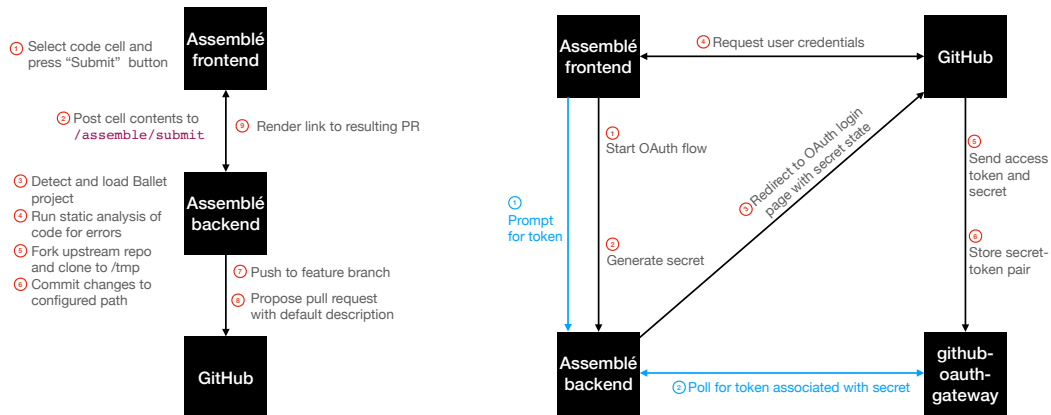 ① Select code cell and
press “Submit” button
Assemblé
frontend
② Post cell contents to
/assemble/submit
⑨ Render link to resulting PR
③ Detect and load Ballet
project
④ Run static analysis of
code for errors
⑤ Fork upstream repo
and clone to /tmp
⑥ Commit changes to
configured path
Assemblé
backend
⑦ Push to feature branch
⑧ Propose pull request
with default description
GitHub
Assemblé
frontend
④ Request user credentials
GitHub
① Start OAuth flow
③ Redirect to OAuth login
page with secret state
⑤ Send access
token and
secret
① Prompt
for token
② Generate secret
⑥ Store secret-
token pair
Assemblé
backend
② Poll for token associated with secret
github-
oauth-
gateway